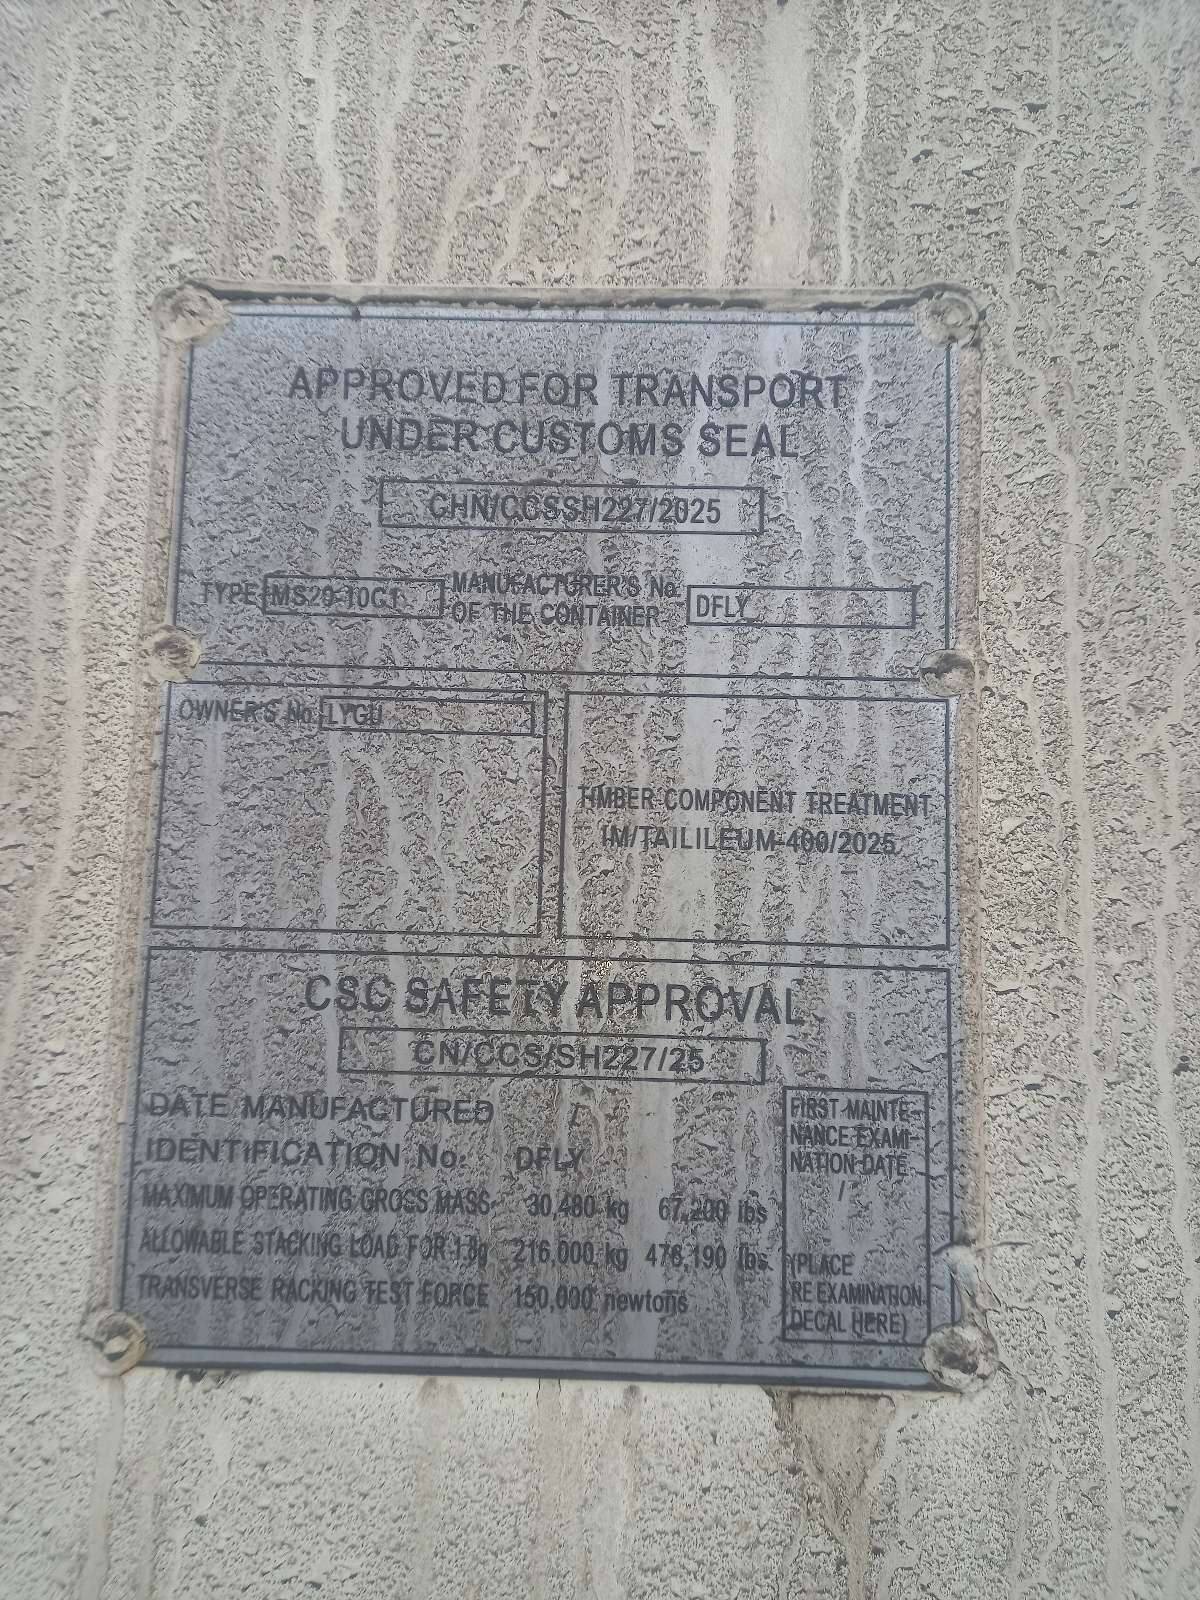 APPROVED FOR TRANSPORT
UNDER CUSTOMS SEAL
CHN/CCSSH227/2025
TYPE MS20-10G1 MANUFACTURER'S No.
OF THE CONTAINER DFLY
OWNER'S No. LYGU
TIMBER COMPONENT TREATMENT
IM/TAILILEUM-400/2025
CSC SAFETY APPROVAL
CN/CCS/SH227/25
DATE MANUFACTURED /
IDENTIFICATION No. DFLY
MAXIMUM OPERATING GROSS MASS 30,480 kg 67,200 lbs
ALLOWABLE STACKING LOAD FOR 1.8g 216,000 kg 476,190 lbs
TRANSVERSE RACKING TEST FORCE 150,000 newtons
FIRST MAINTE-
NANCE EXAMI-
NATION DATE
/
(PLACE
RE EXAMINATION
DECAL HERE)